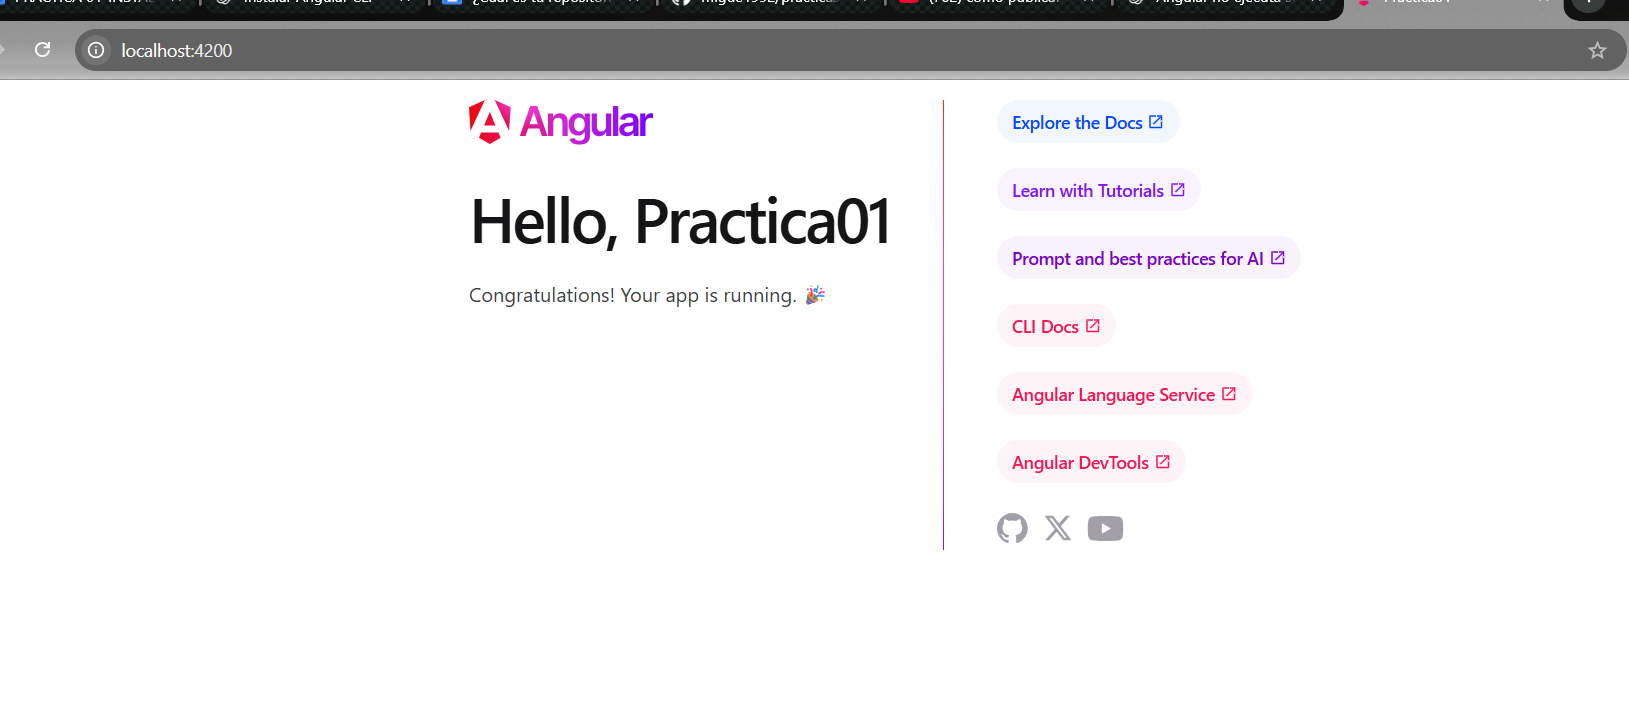 localhost:4200
Angular
Hello, Practica01
Congratulations! Your app is running. 🎉
Explore the Docs
Learn with Tutorials
Prompt and best practices for AI
CLI Docs
Angular Language Service
Angular DevTools